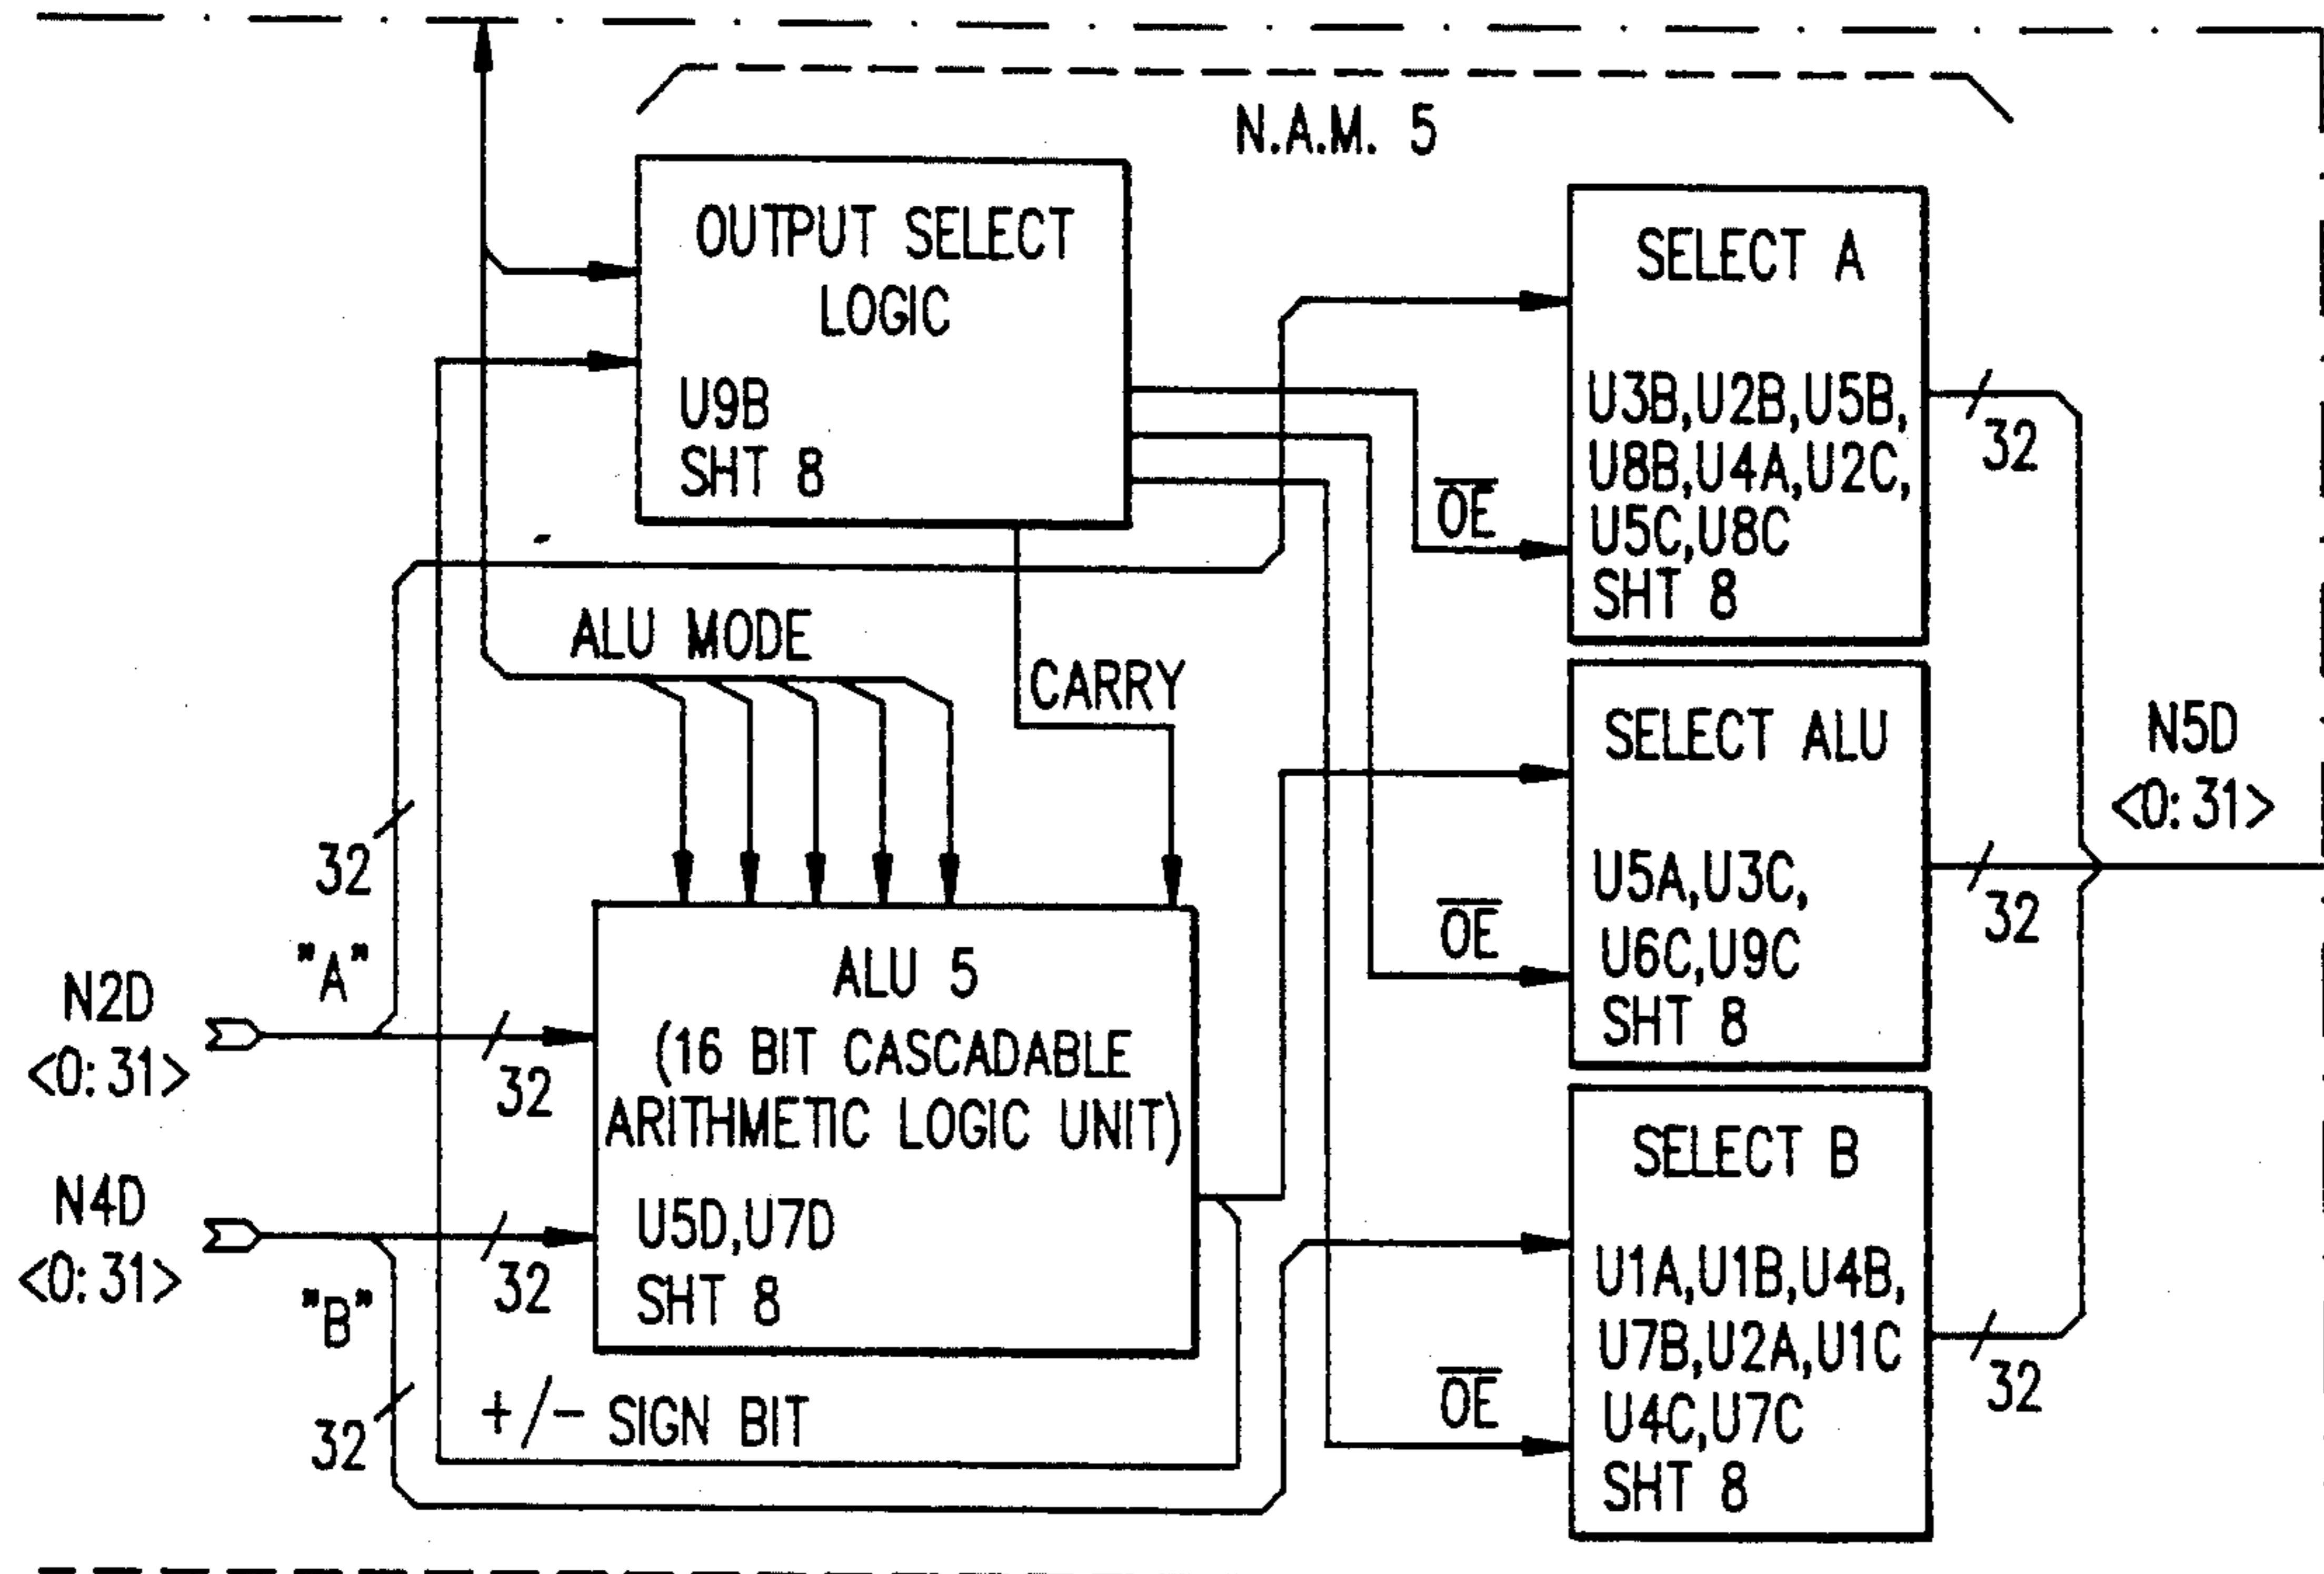 N.A.M. 5
OUTPUT SELECT
LOGIC
U9B
SHT 8
SELECT A
U3B,U2B,U5B,
U8B,U4A,U2C,
U5C,U8C
SHT 8
32
OE
ALU MODE
CARRY
SELECT ALU
U5A,U3C,
U6C,U9C
SHT 8
32
OE
N5D
<0:31>
32
"A"
N2D
<0:31>
32
ALU 5
(16 BIT CASCADABLE
ARITHMETIC LOGIC UNIT)
U5D,U7D
SHT 8
N4D
<0:31>
32
"B"
32
+/- SIGN BIT
SELECT B
U1A,U1B,U4B,
U7B,U2A,U1C
U4C,U7C
SHT 8
32
OE